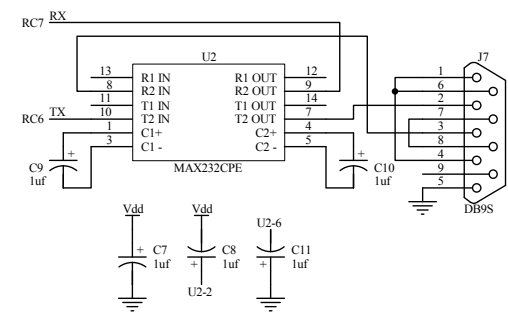 RC7 RX
U2
J7
13 R1 IN R1 OUT 12
8 R2 IN R2 OUT 9
11 T1 IN T1 OUT 14
RC6 TX 10 T2 IN T2 OUT 7
1 C1+ C2+ 4
3 C1 - C2 - 5
MAX232CPE
+
C9
1uf
+
C10
1uf
1
6
2
7
3
8
4
9
5
DB9S
Vdd
+ C7
1uf
Vdd
C8
+ 1uf
U2-2
U2-6
C11
+ 1uf